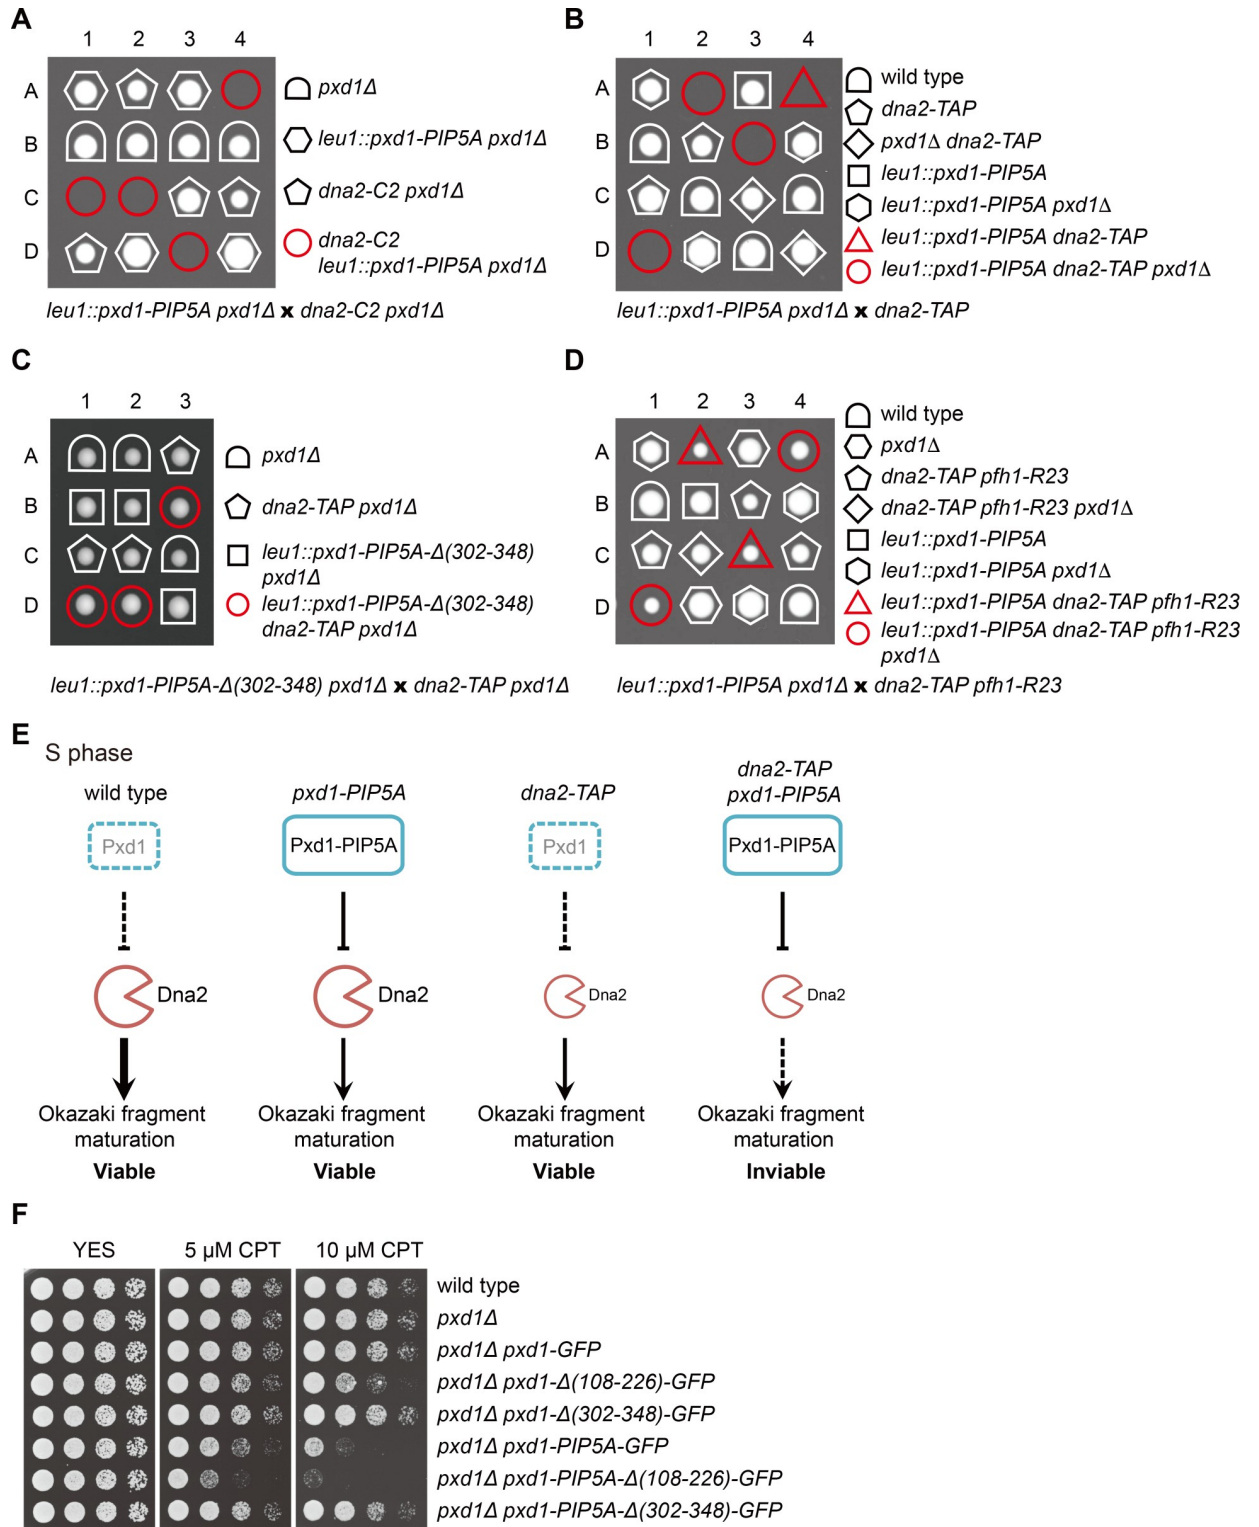 A
1 2 3 4
A
B
C
D
pxd1Δ
leu1::pxd1-PIP5A pxd1Δ
dna2-C2 pxd1Δ
dna2-C2
leu1::pxd1-PIP5A pxd1Δ
leu1::pxd1-PIP5A pxd1Δ x dna2-C2 pxd1Δ
B
1 2 3 4
A
B
C
D
wild type
dna2-TAP
pxd1Δ dna2-TAP
leu1::pxd1-PIP5A
leu1::pxd1-PIP5A pxd1Δ
leu1::pxd1-PIP5A dna2-TAP
leu1::pxd1-PIP5A dna2-TAP pxd1Δ
leu1::pxd1-PIP5A pxd1Δ x dna2-TAP
C
1 2 3
A
B
C
D
pxd1Δ
dna2-TAP pxd1Δ
leu1::pxd1-PIP5A-Δ(302-348)
pxd1Δ
leu1::pxd1-PIP5A-Δ(302-348)
dna2-TAP pxd1Δ
leu1::pxd1-PIP5A-Δ(302-348) pxd1Δ x dna2-TAP pxd1Δ
D
1 2 3 4
A
B
C
D
wild type
pxd1Δ
dna2-TAP pfh1-R23
dna2-TAP pfh1-R23 pxd1Δ
leu1::pxd1-PIP5A
leu1::pxd1-PIP5A pxd1Δ
leu1::pxd1-PIP5A dna2-TAP pfh1-R23
leu1::pxd1-PIP5A dna2-TAP pfh1-R23
pxd1Δ
leu1::pxd1-PIP5A pxd1Δ x dna2-TAP pfh1-R23
E
S phase
wild type
Pxd1
Dna2
Okazaki fragment
maturation
Viable
pxd1-PIP5A
Pxd1-PIP5A
Dna2
Okazaki fragment
maturation
Viable
dna2-TAP
Pxd1
Dna2
Okazaki fragment
maturation
Viable
dna2-TAP
pxd1-PIP5A
Pxd1-PIP5A
Dna2
Okazaki fragment
maturation
Inviable
F
YES 5 µM CPT 10 µM CPT
wild type
pxd1Δ
pxd1Δ pxd1-GFP
pxd1Δ pxd1-Δ(108-226)-GFP
pxd1Δ pxd1-Δ(302-348)-GFP
pxd1Δ pxd1-PIP5A-GFP
pxd1Δ pxd1-PIP5A-Δ(108-226)-GFP
pxd1Δ pxd1-PIP5A-Δ(302-348)-GFP